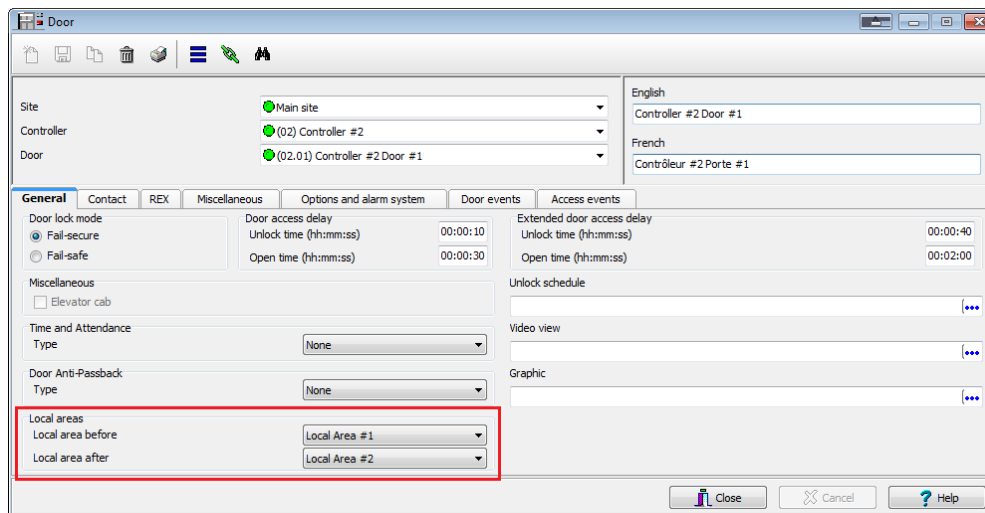 Door
Site
Main site
Controller
(02) Controller #2
Door
(02.01) Controller #2 Door #1
English
Controller #2 Door #1
French
Contrôleur #2 Porte #1
General Contact REX Miscellaneous Options and alarm system Door events Access events
Door lock mode
Fail-secure
Fail-safe
Door access delay
Unlock time (hh:mm:ss) 00:00:10
Open time (hh:mm:ss) 00:00:30
Extended door access delay
Unlock time (hh:mm:ss) 00:00:40
Open time (hh:mm:ss) 00:02:00
Miscellaneous
Elevator cab
Unlock schedule
Time and Attendance
Type None
Video view
Door Anti-Passback
Type None
Graphic
Local areas
Local area before Local Area #1
Local area after Local Area #2
Close Cancel Help